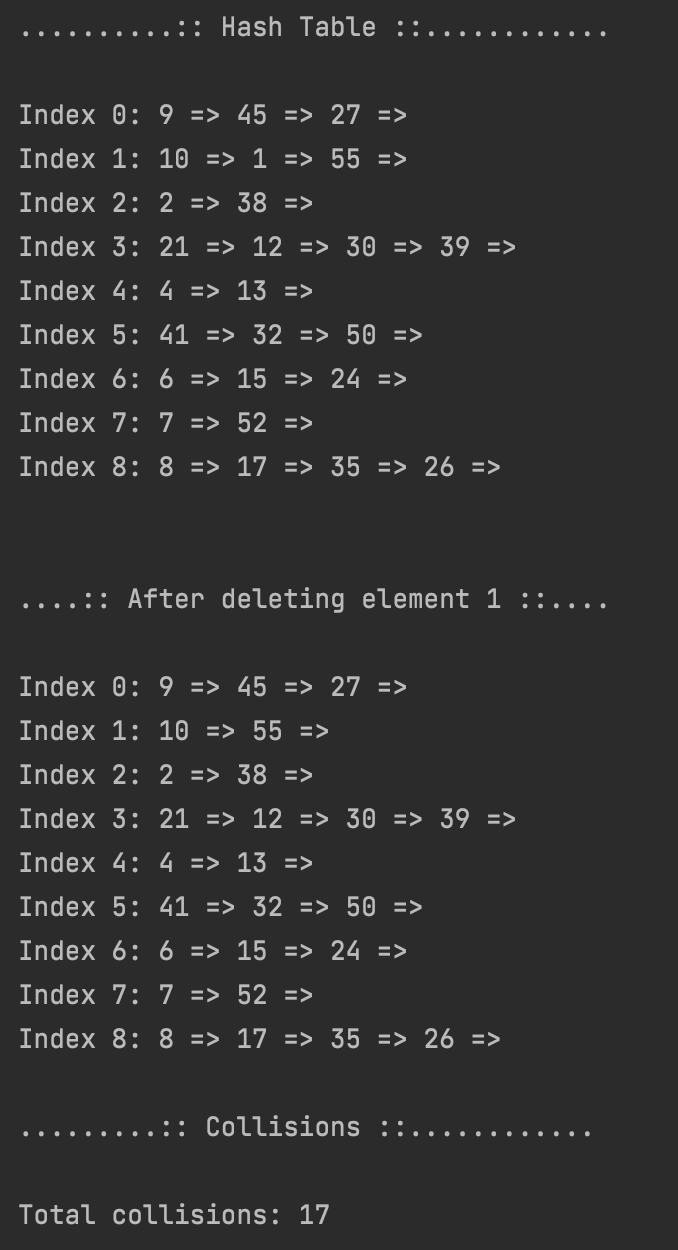 ..........:: Hash Table ::............
Index 0: 9 => 45 => 27 =>
Index 1: 10 => 1 => 55 =>
Index 2: 2 => 38 =>
Index 3: 21 => 12 => 30 => 39 =>
Index 4: 4 => 13 =>
Index 5: 41 => 32 => 50 =>
Index 6: 6 => 15 => 24 =>
Index 7: 7 => 52 =>
Index 8: 8 => 17 => 35 => 26 =>
....:: After deleting element 1 ::....
Index 0: 9 => 45 => 27 =>
Index 1: 10 => 55 =>
Index 2: 2 => 38 =>
Index 3: 21 => 12 => 30 => 39 =>
Index 4: 4 => 13 =>
Index 5: 41 => 32 => 50 =>
Index 6: 6 => 15 => 24 =>
Index 7: 7 => 52 =>
Index 8: 8 => 17 => 35 => 26 =>
.........:: Collisions ::............
Total collisions: 17